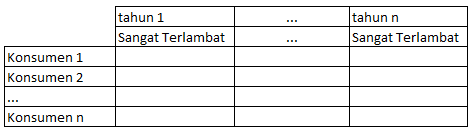 tahun 1 ... tahun n
Sangat Terlambat ... Sangat Terlambat
Konsumen 1
Konsumen 2
...
Konsumen n